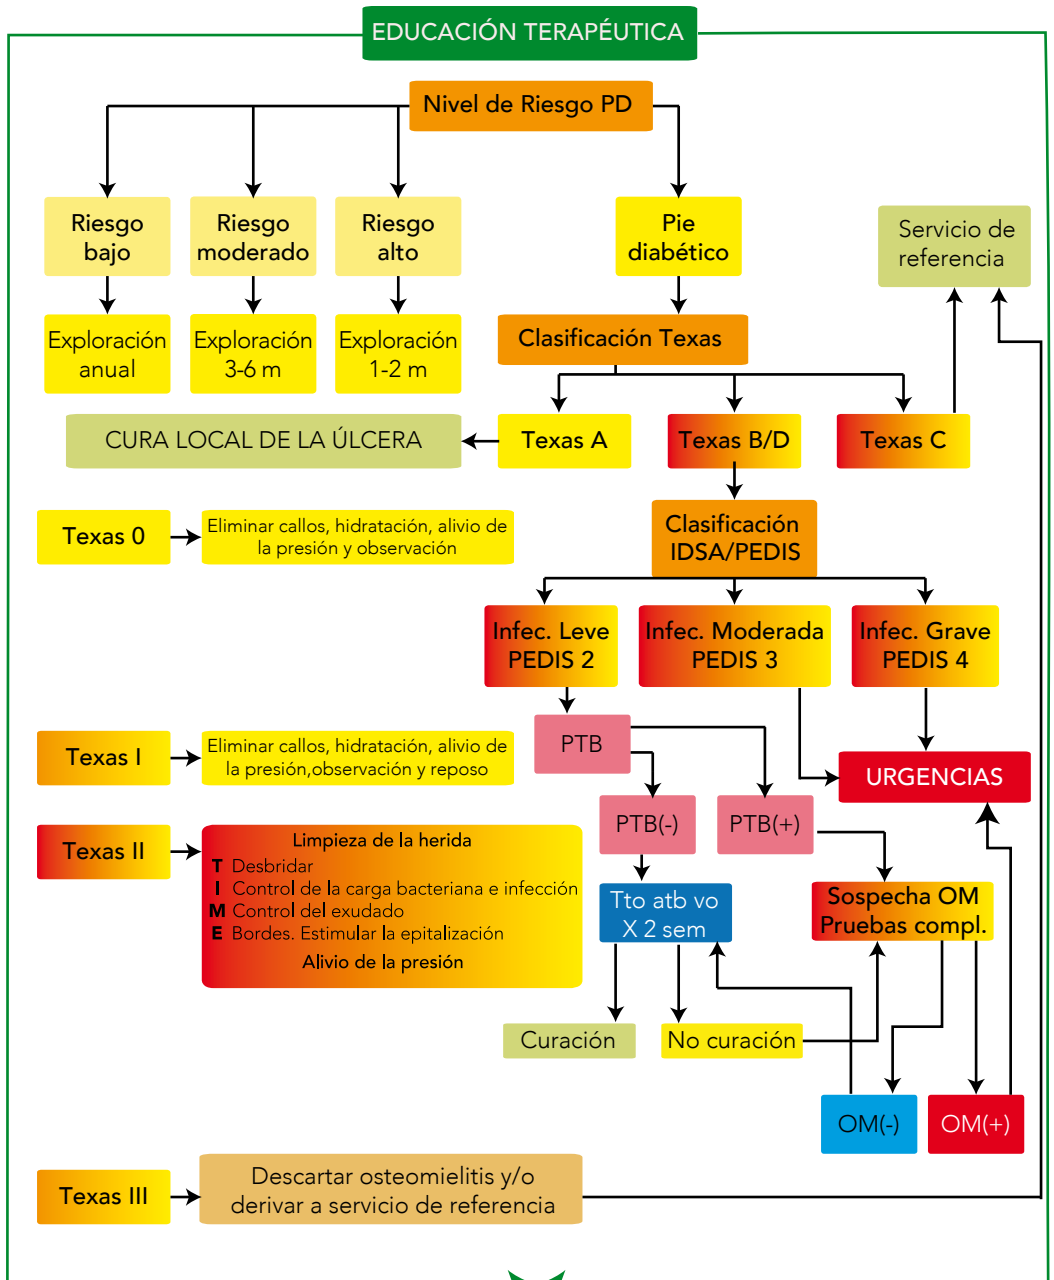 EDUCACIÓN TERAPÉUTICA
Nivel de Riesgo PD
Riesgo
bajo
Riesgo
moderado
Riesgo
alto
Pie
diabético
Servicio de
referencia
Exploración
anual
Exploración
3-6 m
Exploración
1-2 m
Clasificación Texas
CURA LOCAL DE LA ÚLCERA
Texas A
Texas B/D
Texas C
Texas 0
Eliminar callos, hidratación, alivio de
la presión y observación
Clasificación
IDSA/PEDIS
Infec. Leve
PEDIS 2
Infec. Moderada
PEDIS 3
Infec. Grave
PEDIS 4
Texas I
Eliminar callos, hidratación, alivio de
la presión,observación y reposo
PTB
URGENCIAS
PTB(-)
PTB(+)
Texas II
Limpieza de la herida
T Desbridar
I Control de la carga bacteriana e infección
M Control del exudado
E Bordes. Estimular la epitalización
Alivio de la presión
Tto atb vo
X 2 sem
Sospecha OM
Pruebas compl.
Curación
No curación
OM(-)
OM(+)
Texas III
Descartar osteomielitis y/o
derivar a servicio de referencia